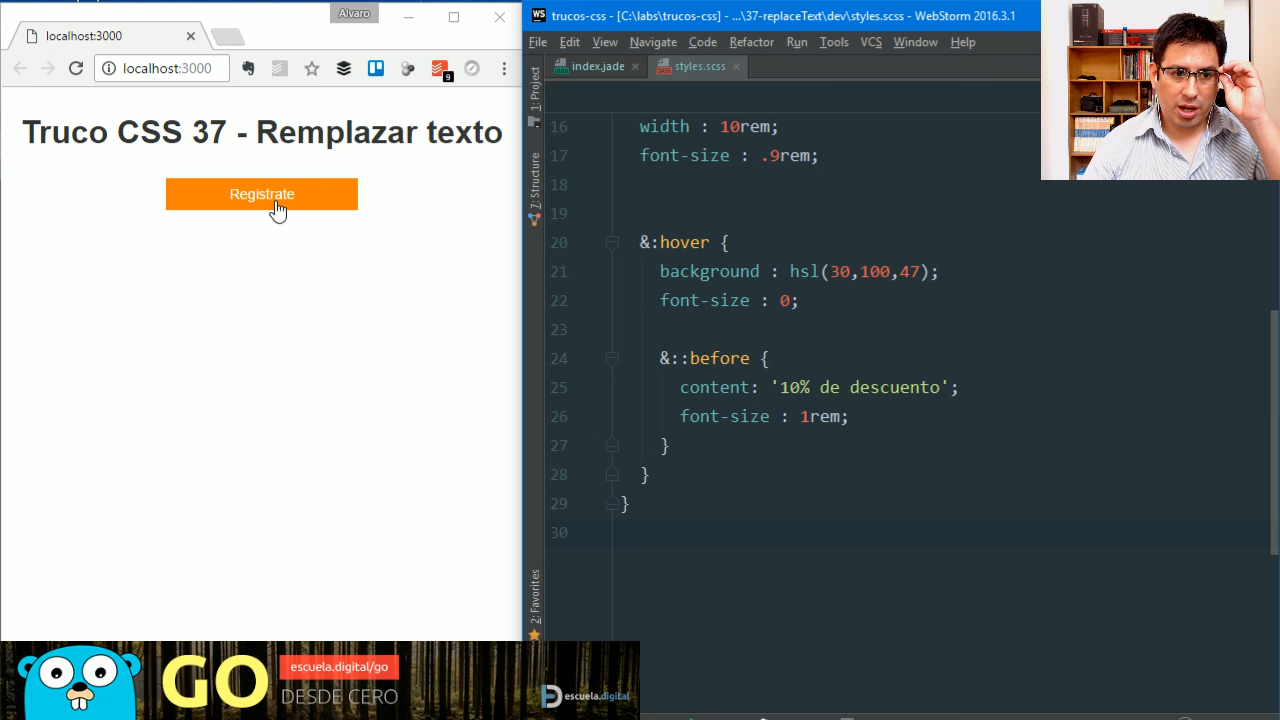 Alvaro
localhost:3000
localhost:3000
9
Truco CSS 37 - Remplazar texto
Registrate
WS
trucos-css - [C:\labs\trucos-css] - ...\37-replaceText\dev\styles.scss - WebStorm 2016.3.1
File Edit View Navigate Code Refactor Run Tools VCS Window Help
index.jade
styles.scss
1: Project
7: Structure
2: Favorites
16 width : 10rem;
17 font-size : .9rem;
18
19
20 &:hover {
21 background : hsl(30,100,47);
22 font-size : 0;
23
24 &::before {
25 content: '10% de descuento';
26 font-size : 1rem;
27 }
28 }
29 }
30
GO
escuela.digital/go
DESDE CERO
escuela.digital